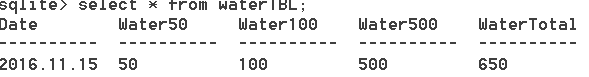 sqlite> select * from waterTBL;
Date        Water50     Water100    Water500    WaterTotal
----------  ----------  ----------  ----------  ----------
2016.11.15  50          100         500         650